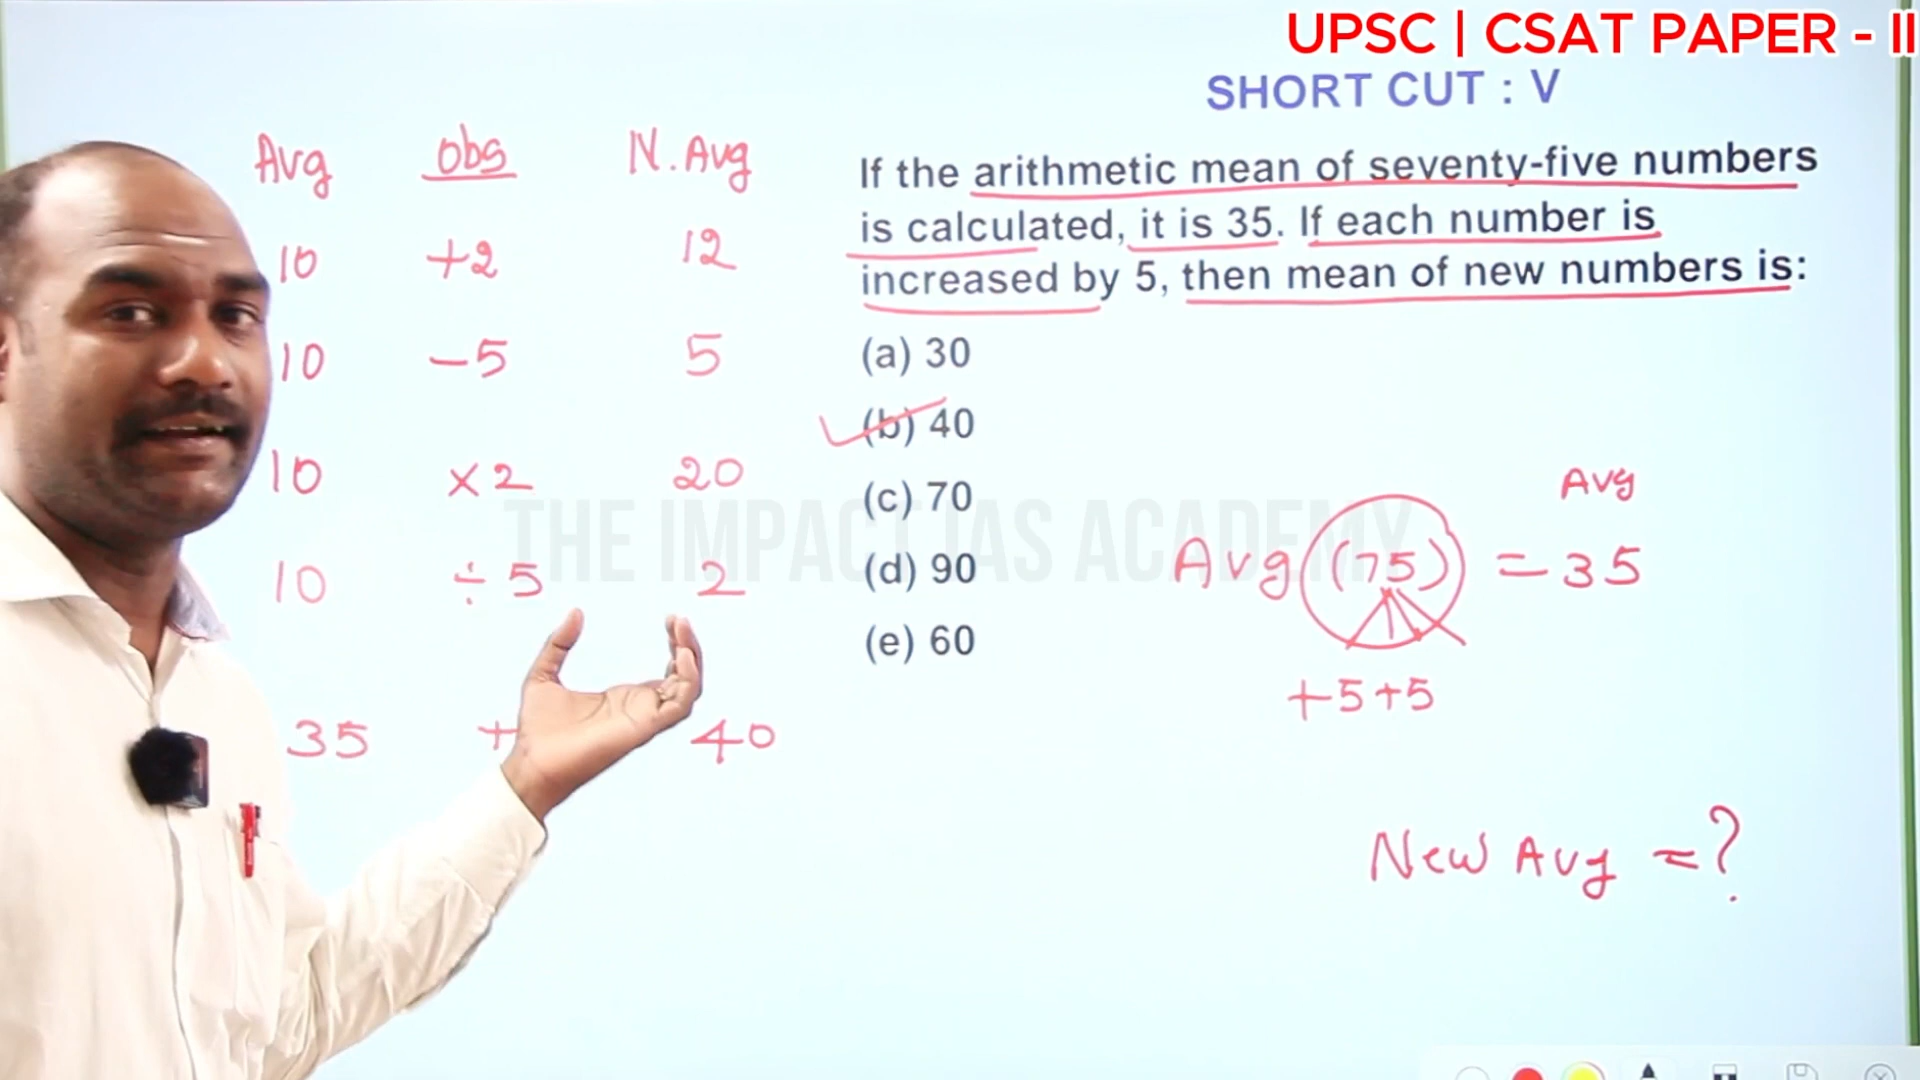 UPSC | CSAT PAPER - II
SHORT CUT : V
Avg obs N. Avg
10 +2 12
10 -5 5
10 ×2 20
10 ÷5 2
35 + 40
If the arithmetic mean of seventy-five numbers
is calculated, it is 35. If each number is
increased by 5, then mean of new numbers is:
(a) 30
(b) 40
(c) 70
(d) 90
(e) 60
Avg
Avg (75) = 35
+5+5
New Avg = ?
THE IMPACT IAS ACADEMY